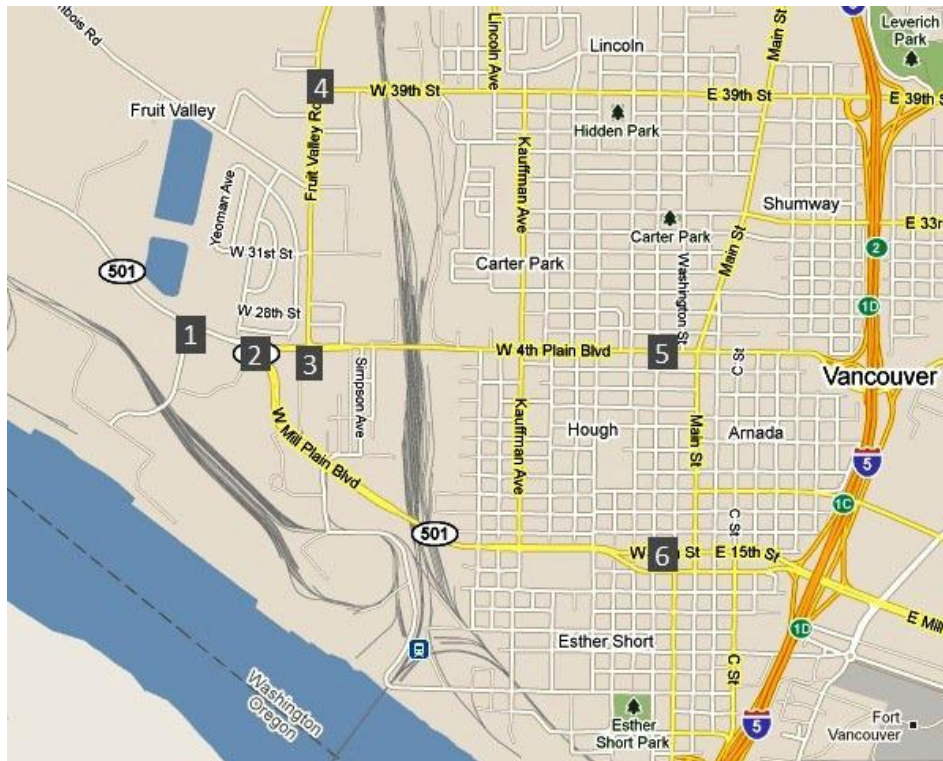 Leverich
Park
Main St
Lincoln Ave
Lincoln
4
W 39th St
E 39th St
E 39th
Fruit Valley
Hidden Park
Fruit Valley Rd
Kauffman Ave
Yeoman Ave
Shumway
E 33rd
Carter Park
Main St
2
W 31st St
Carter Park
Washington St
501
W 28th St
1D
1
2
3
W 4th Plain Blvd
5
C St
Vancouver
Simpson Ave
W Mill Plain Blvd
Kauffman Ave
Hough
Main St
Arnada
5
1C
C St
501
6
E 15th St
E Mill
1D
Esther Short
C St
Washington
Oregon
Esther
Short Park
5
Fort
Vancouver